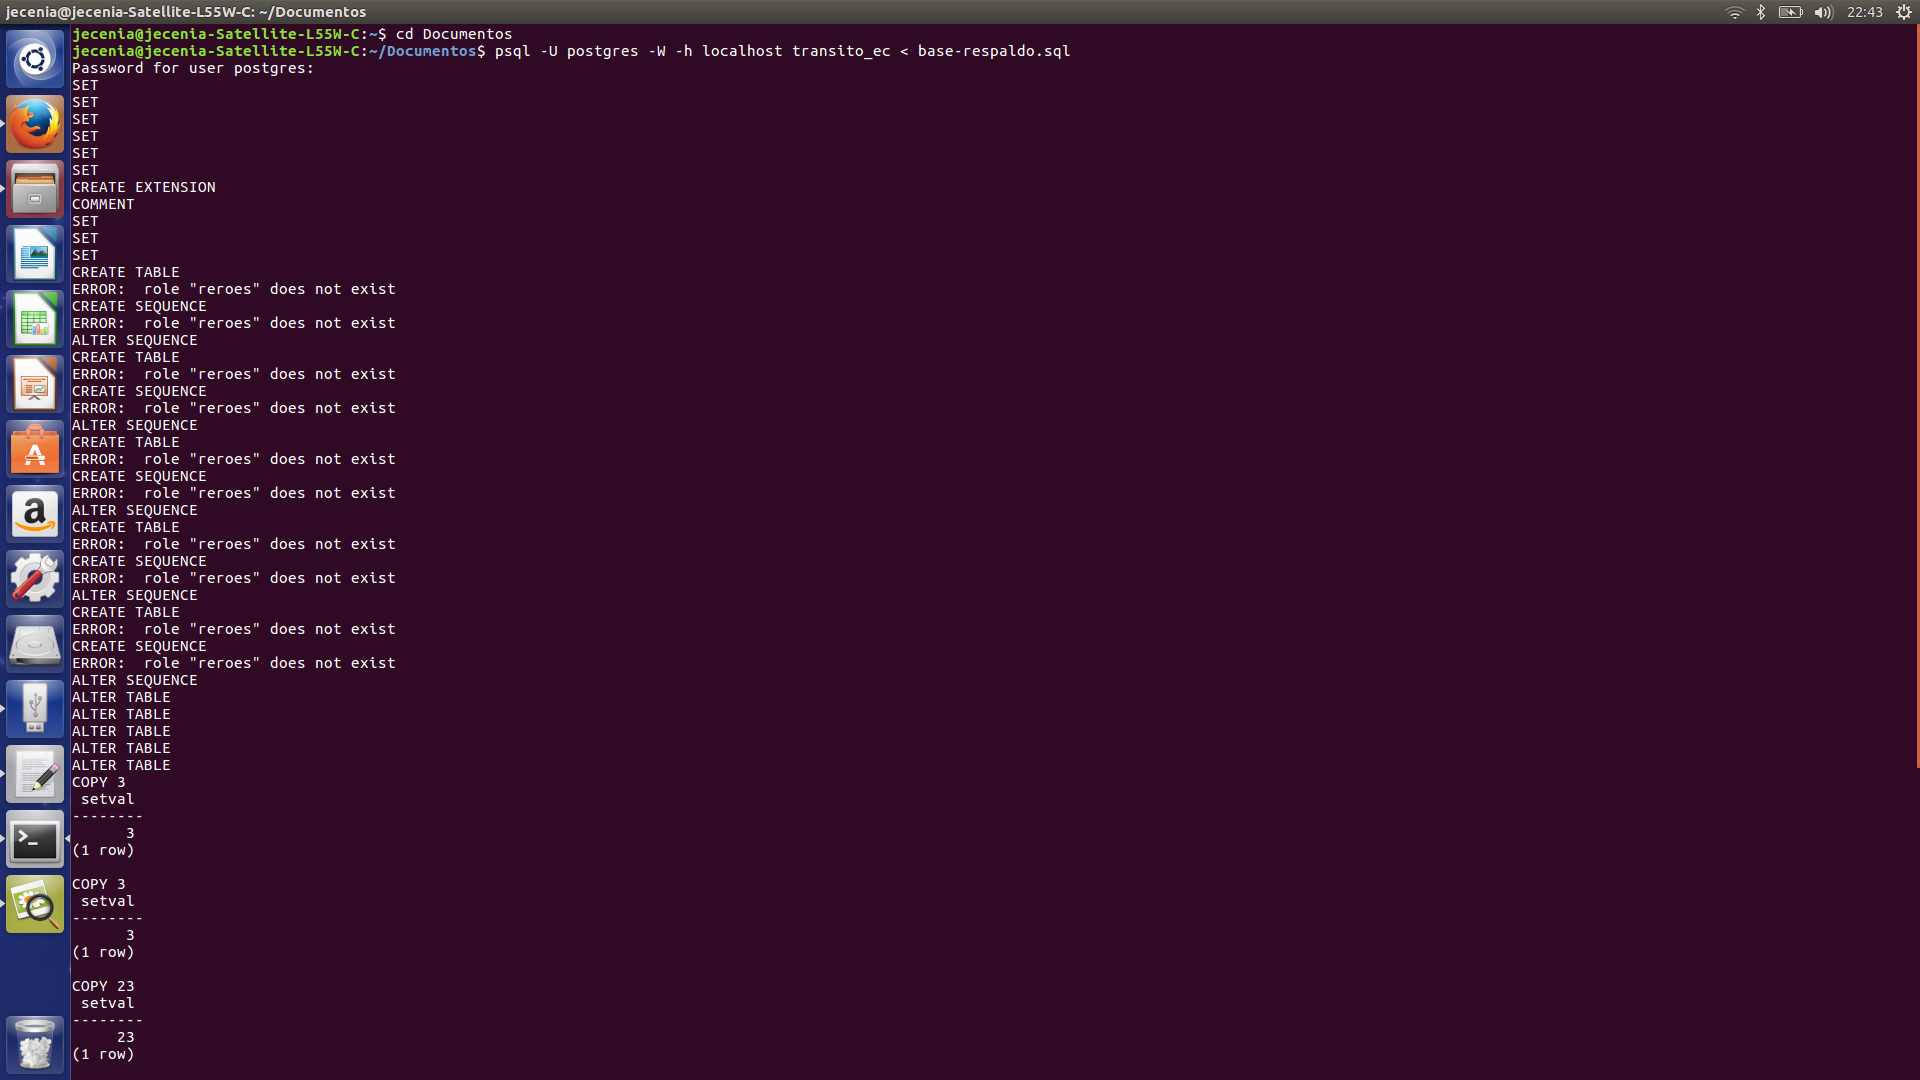 jecenia@jecenia-Satellite-L55W-C: ~/Documentos
22:43
jecenia@jecenia-Satellite-L55W-C:~$ cd Documentos
jecenia@jecenia-Satellite-L55W-C:~/Documentos$ psql -U postgres -W -h localhost transito_ec < base-respaldo.sql
Password for user postgres:
SET
SET
SET
SET
SET
SET
CREATE EXTENSION
COMMENT
SET
SET
SET
CREATE TABLE
ERROR:  role "reroes" does not exist
CREATE SEQUENCE
ERROR:  role "reroes" does not exist
ALTER SEQUENCE
CREATE TABLE
ERROR:  role "reroes" does not exist
CREATE SEQUENCE
ERROR:  role "reroes" does not exist
ALTER SEQUENCE
CREATE TABLE
ERROR:  role "reroes" does not exist
CREATE SEQUENCE
ERROR:  role "reroes" does not exist
ALTER SEQUENCE
CREATE TABLE
ERROR:  role "reroes" does not exist
CREATE SEQUENCE
ERROR:  role "reroes" does not exist
ALTER SEQUENCE
CREATE TABLE
ERROR:  role "reroes" does not exist
CREATE SEQUENCE
ERROR:  role "reroes" does not exist
ALTER SEQUENCE
ALTER TABLE
ALTER TABLE
ALTER TABLE
ALTER TABLE
ALTER TABLE
COPY 3
 setval
--------
      3
(1 row)

COPY 3
 setval
--------
      3
(1 row)

COPY 23
 setval
--------
     23
(1 row)